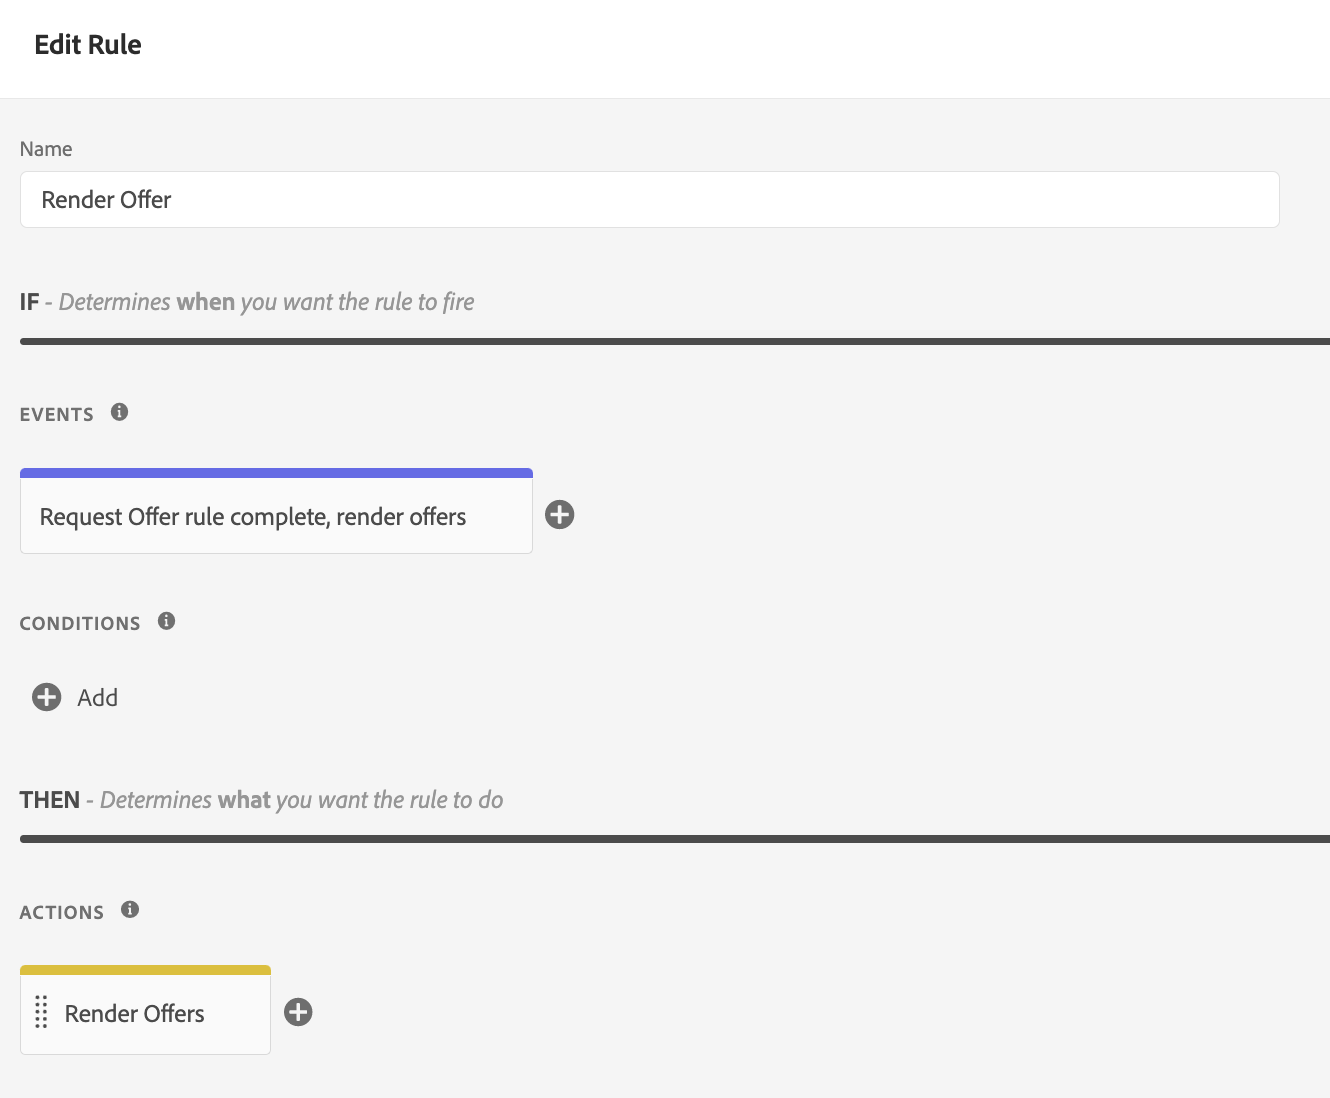 Edit Rule
Name
Render Offer
IF - Determines when you want the rule to fire
EVENTS
Request Offer rule complete, render offers
CONDITIONS
Add
THEN - Determines what you want the rule to do
ACTIONS
Render Offers